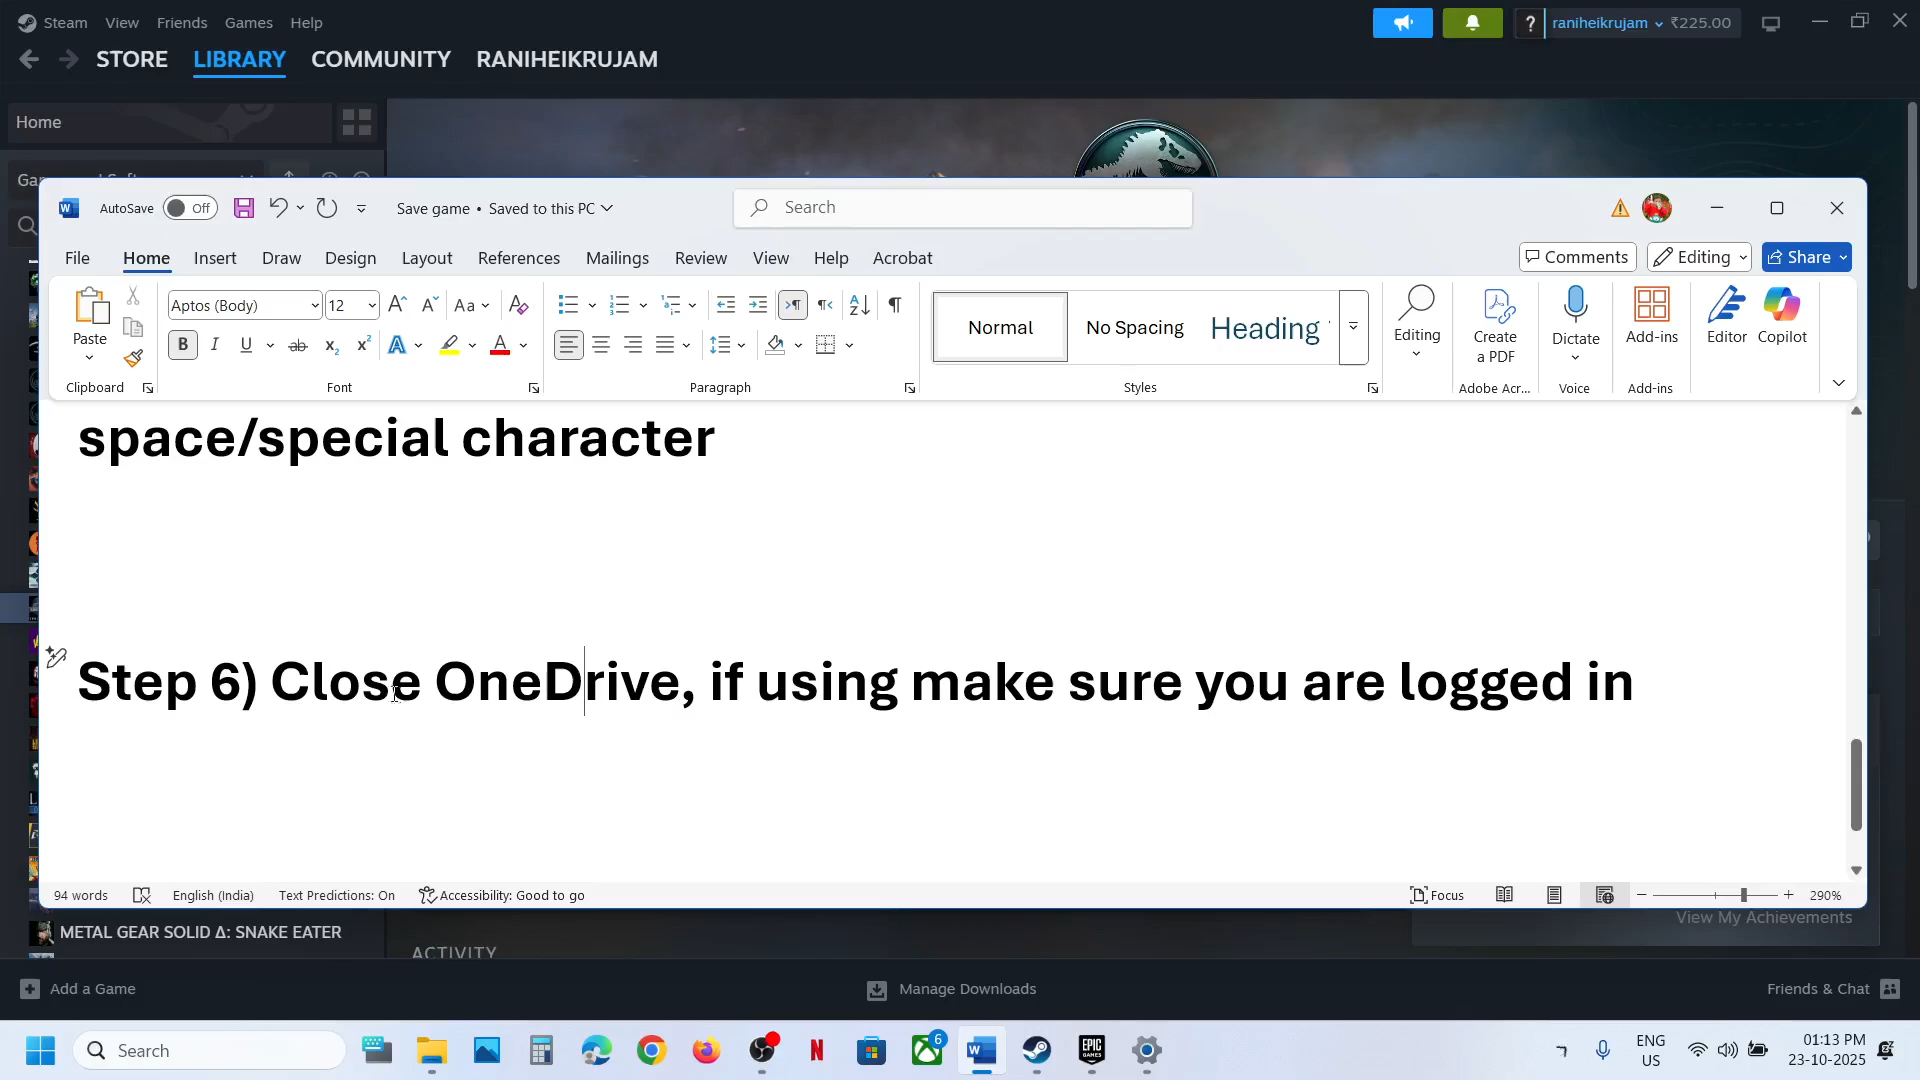 Steam View Friends Games Help
raniheikrujam ₹225.00
STORE LIBRARY COMMUNITY RANIHEIKRUJAM
Home
AutoSave Off Save game • Saved to this PC Search
File Home Insert Draw Design Layout References Mailings Review View Help Acrobat Comments Editing Share
Aptos (Body) 12
Paste Normal No Spacing Heading Editing Create a PDF Dictate Add-ins Editor Copilot
Clipboard Font Paragraph Styles Adobe Acr... Voice Add-ins
space/special character
Step 6) Close OneDrive, if using make sure you are logged in
94 words English (India) Text Predictions: On Accessibility: Good to go Focus 290%
View My Achievements
METAL GEAR SOLID Δ: SNAKE EATER
ACTIVITY
Add a Game Manage Downloads Friends & Chat
Search 6 ENG US 01:13 PM 23-10-2025